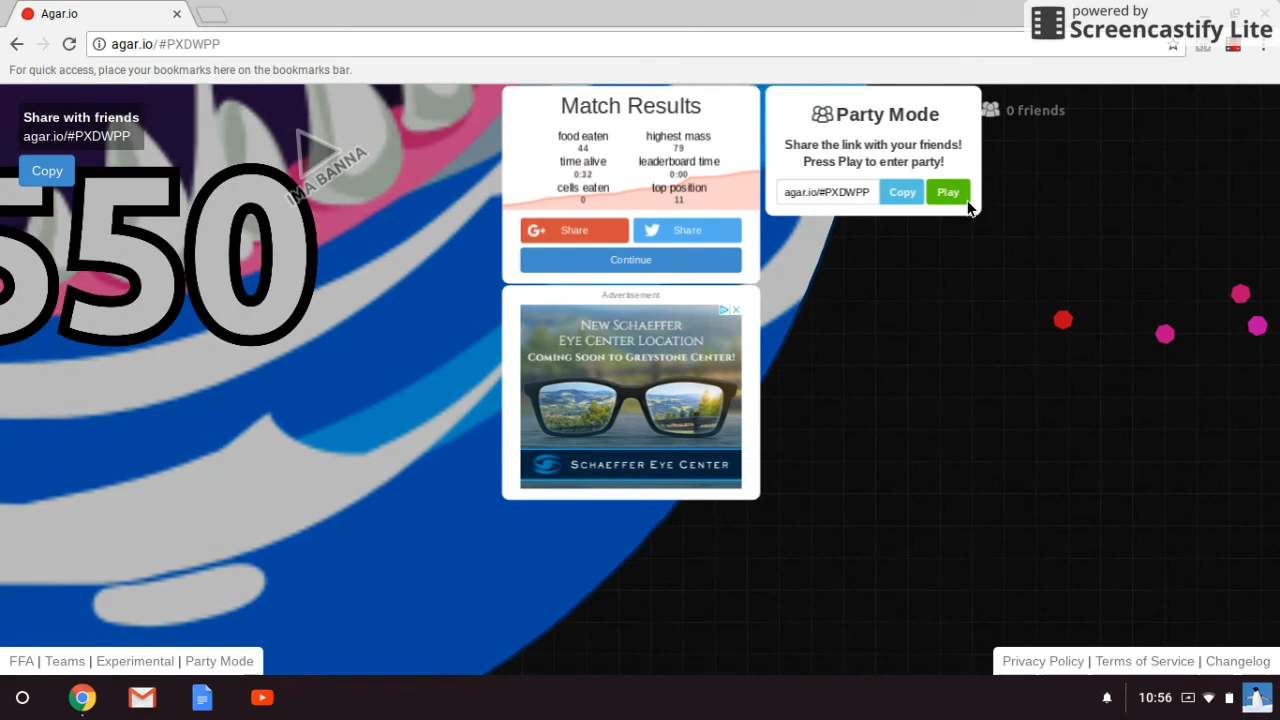 Agar.io
powered by
Screencastify Lite
agar.io/#PXDWPP
For quick access, place your bookmarks here on the bookmarks bar.
Share with friends
agar.io/#PXDWPP
Copy
550
IMA BANNA
Match Results
food eaten
44
highest mass
79
time alive
0:32
leaderboard time
0:00
cells eaten
0
top position
11
G+ Share
Share
Continue
Advertisement
NEW SCHAEFFER
EYE CENTER LOCATION
COMING SOON TO GREYSTONE CENTER!
SCHAEFFER EYE CENTER
Party Mode
Share the link with your friends!
Press Play to enter party!
agar.io/#PXDWPP Copy Play
0 friends
FFA | Teams | Experimental | Party Mode
Privacy Policy | Terms of Service | Changelog
10:56